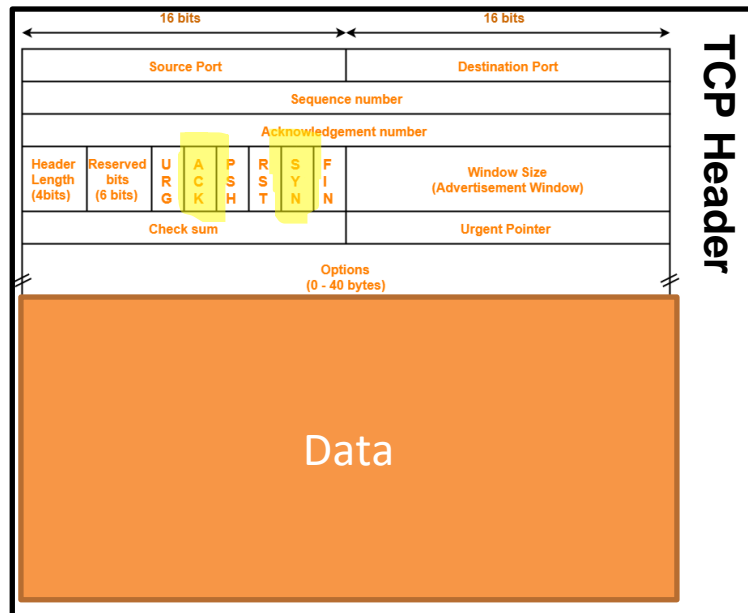 16 bits
16 bits
TCP Header
Source Port
Destination Port
Sequence number
Acknowledgement number
Header
Length
(4bits)
Reserved
bits
(6 bits)
U
R
G
A
C
K
P
S
H
R
S
T
S
Y
N
F
I
N
Window Size
(Advertisement Window)
Check sum
Urgent Pointer
Options
(0 - 40 bytes)
Data